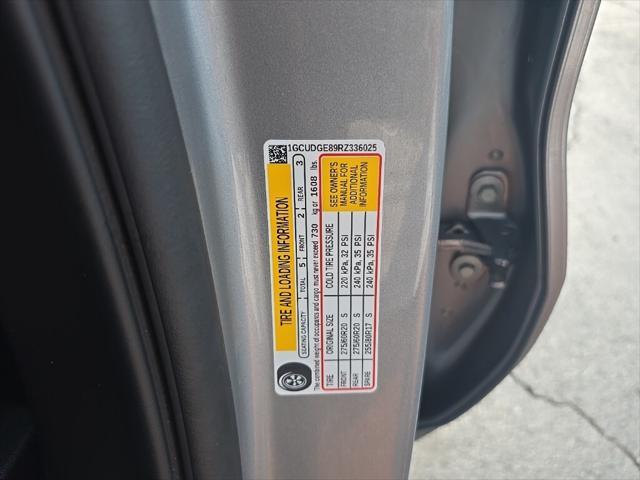 1GCUDGE89RZ336025
TIRE AND LOADING INFORMATION
SEATING CAPACITY TOTAL 5 FRONT 2 REAR 3
The combined weight of occupants and cargo must never exceed 730 kg or 1608 lbs.
TIRE ORIGINAL SIZE COLD TIRE PRESSURE
FRONT 275/60R20 S 220 kPa, 32 PSI
REAR 275/60R20 S 240 kPa, 35 PSI
SPARE 255/80R17 S 240 kPa, 35 PSI
SEE OWNER'S
MANUAL FOR
ADDITIONAL
INFORMATION